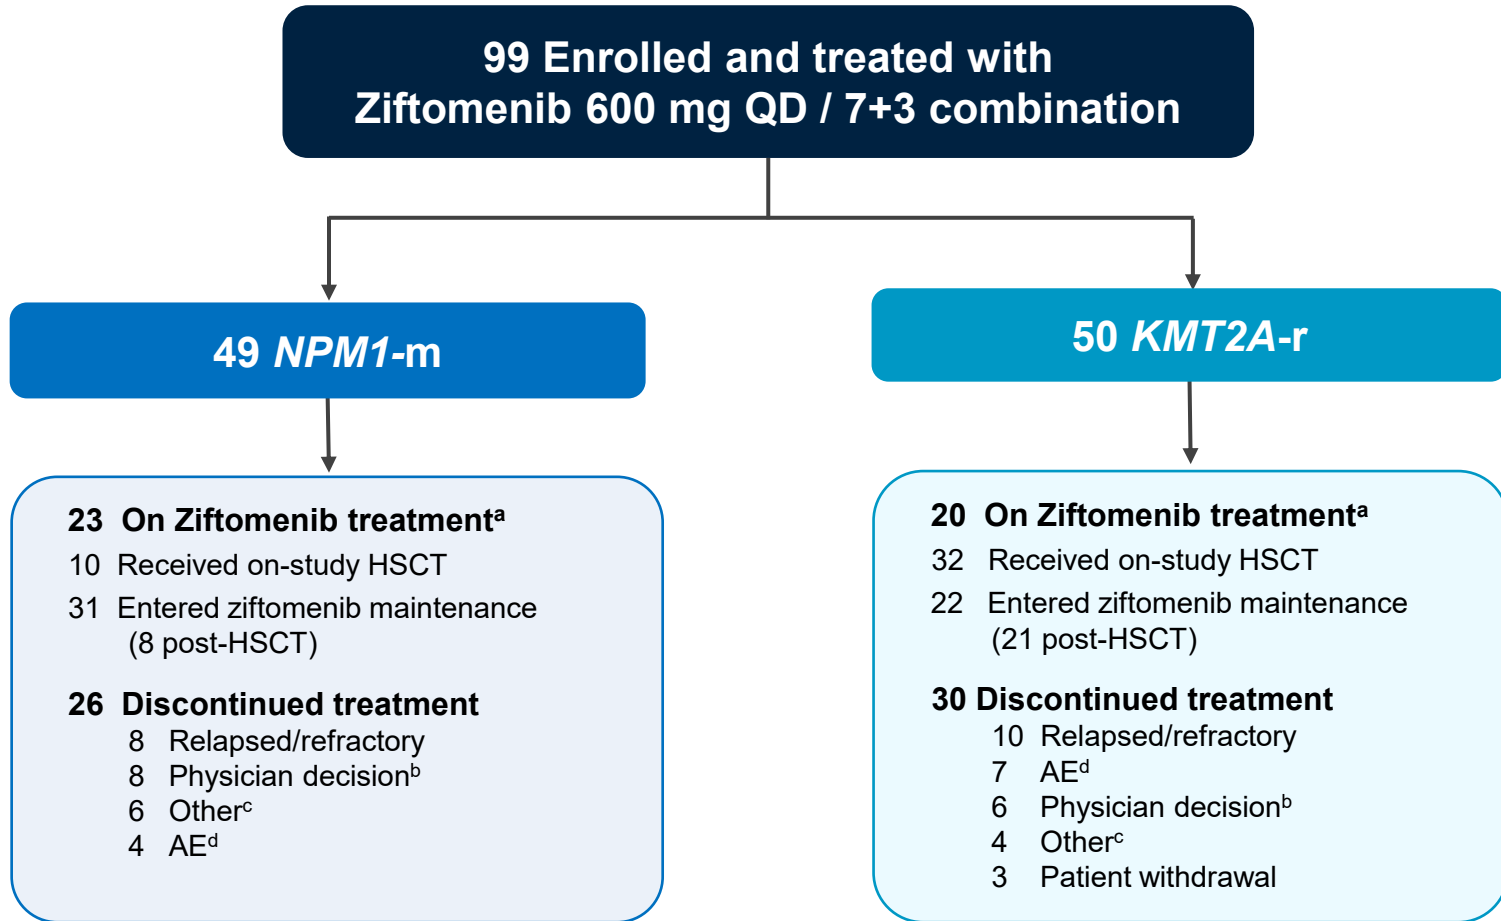 99 Enrolled and treated with
Ziftomenib 600 mg QD / 7+3 combination
49 NPM1-m
23 On Ziftomenib treatmentᵃ
10 Received on-study HSCT
31 Entered ziftomenib maintenance
(8 post-HSCT)
26 Discontinued treatment
8 Relapsed/refractory
8 Physician decisionᵇ
6 Otherᶜ
4 AEᵈ
50 KMT2A-r
20 On Ziftomenib treatmentᵃ
32 Received on-study HSCT
22 Entered ziftomenib maintenance
(21 post-HSCT)
30 Discontinued treatment
10 Relapsed/refractory
7 AEᵈ
6 Physician decisionᵇ
4 Otherᶜ
3 Patient withdrawal